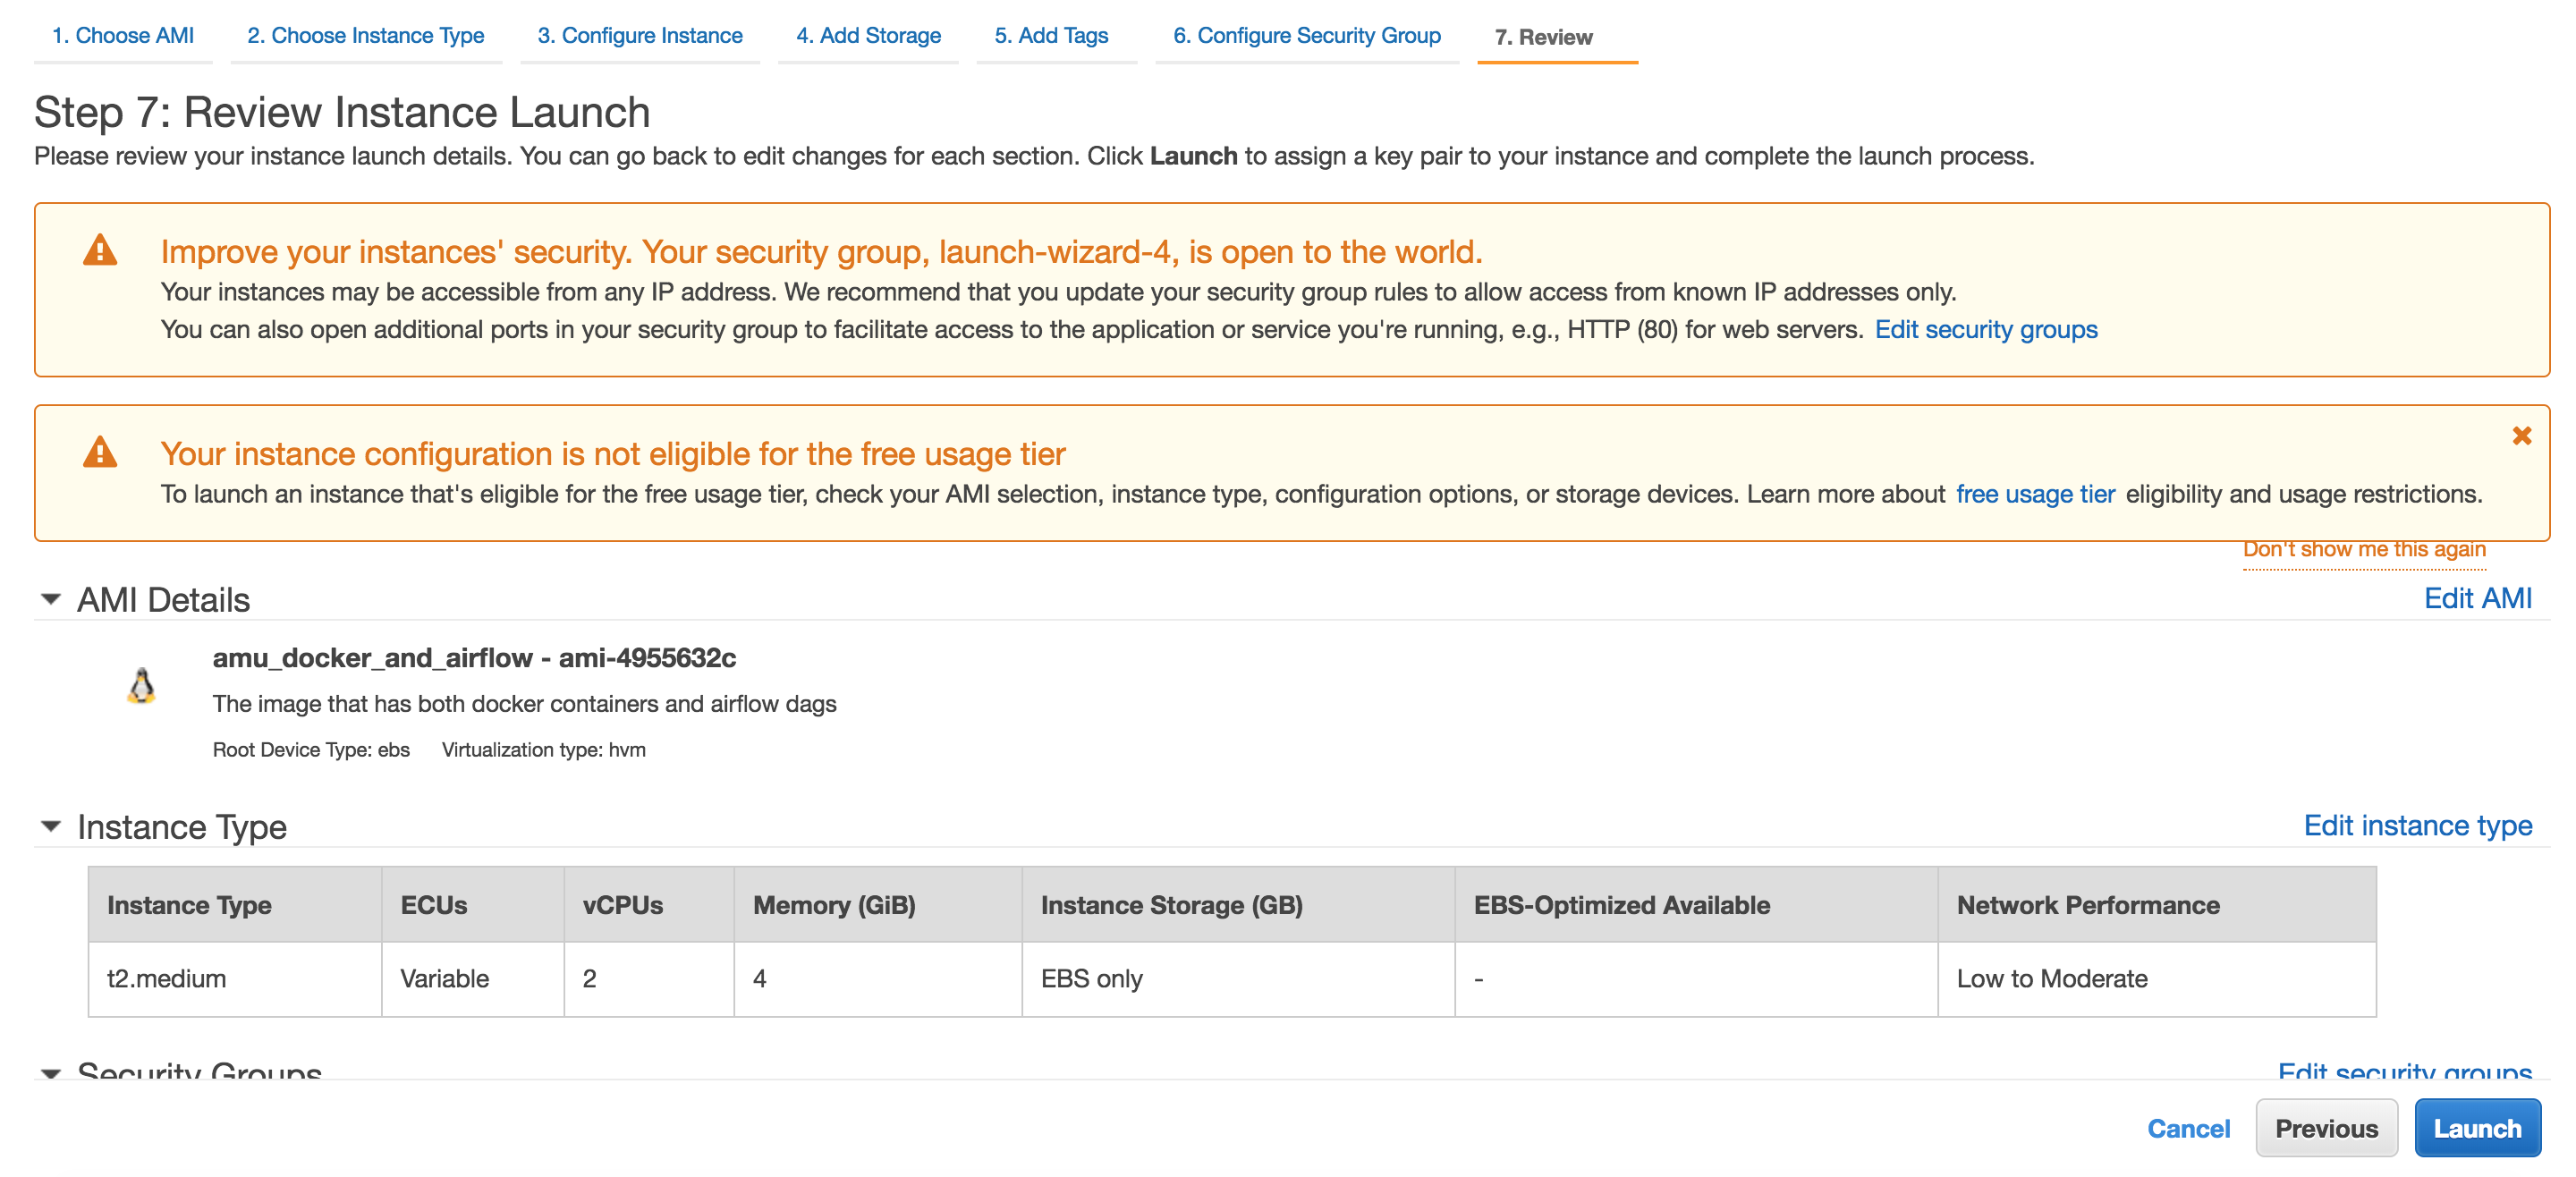 1. Choose AMI 2. Choose Instance Type 3. Configure Instance 4. Add Storage 5. Add Tags 6. Configure Security Group 7. Review
Step 7: Review Instance Launch
Please review your instance launch details. You can go back to edit changes for each section. Click Launch to assign a key pair to your instance and complete the launch process.
Improve your instances' security. Your security group, launch-wizard-4, is open to the world.
Your instances may be accessible from any IP address. We recommend that you update your security group rules to allow access from known IP addresses only.
You can also open additional ports in your security group to facilitate access to the application or service you're running, e.g., HTTP (80) for web servers. Edit security groups
Your instance configuration is not eligible for the free usage tier
To launch an instance that's eligible for the free usage tier, check your AMI selection, instance type, configuration options, or storage devices. Learn more about free usage tier eligibility and usage restrictions.
Don't show me this again
AMI Details Edit AMI
amu_docker_and_airflow - ami-4955632c
The image that has both docker containers and airflow dags
Root Device Type: ebs Virtualization type: hvm
Instance Type Edit instance type
Instance Type ECUs vCPUs Memory (GiB) Instance Storage (GB) EBS-Optimized Available Network Performance
t2.medium Variable 2 4 EBS only - Low to Moderate
Security Groups Edit security groups
Cancel Previous Launch